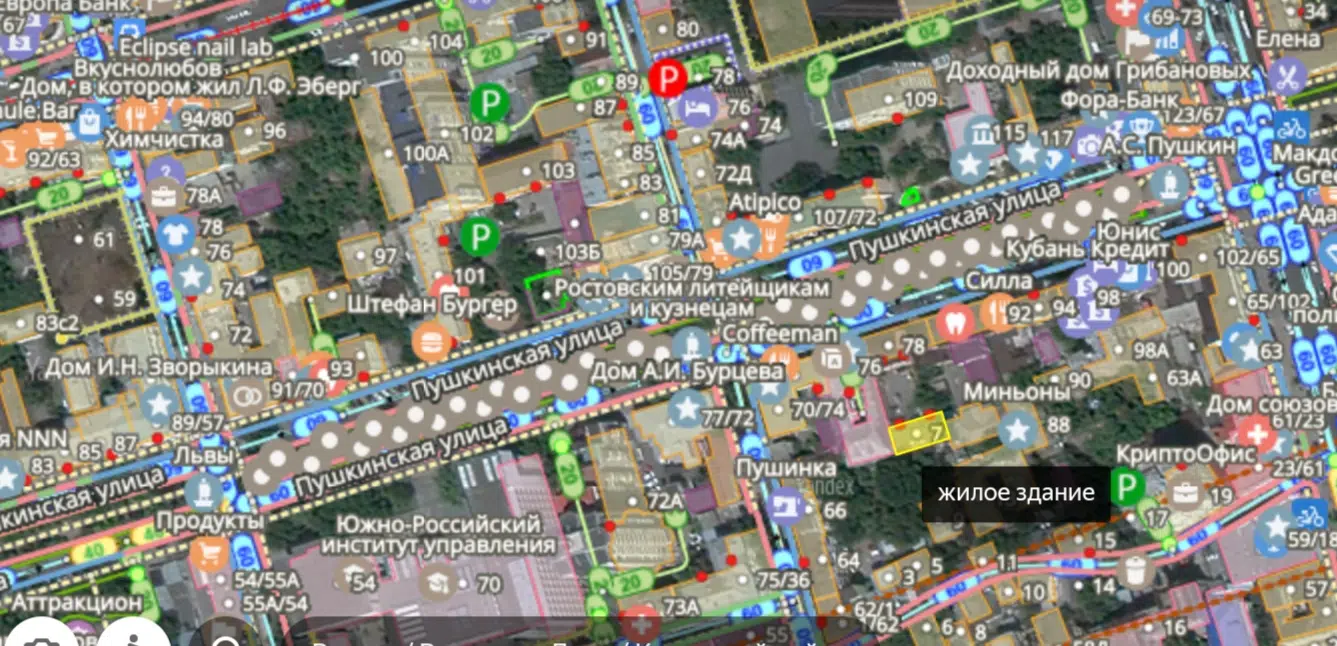 Европа Банк
67
Eclipse nail lab
Вкуснолюбов
Дом, в котором жил Л.Ф. Эберг
Химчистка
92/63
94/80
96
100
104
20
91
80
89
87
78
76
74
74А
102
100А
103
85
83
72Д
81
109
Доходный дом Грибановых
69-73
34
Елена
Фора-Банк
123/67
115
117
А.С. Пушкин
20
61
59
78А
78
76
74
72
83с2
97
101
103Б
79А
105/79
Atipico
107/72
Пушкинская улица
60
Юнис
Кубань Кредит
100
102/65
Штефан Бургер
Ростовским литейщикам
и кузнецам
Силла
92
94
98
65/102
Coffeeman
76
78
98А
63
63А
Дом И.Н. Зворыкина
93
91/70
Пушкинская улица
Дом А.И. Бурцева
90
Миньоны
88
70/74
77/72
7
89/57
87
85
83
Львы
Пушкинская улица
Дом союзов
61/23
КриптоОфис
23/61
Пушинка
жилое здание
19
17
66
72А
Продукты
Южно-Российский
институт управления
54
70
40
59/18
15
11
14
64
5
3
10
57
54/55А
55А/54
Аттракцион
73А
75/36
62/1
6
8
16
55